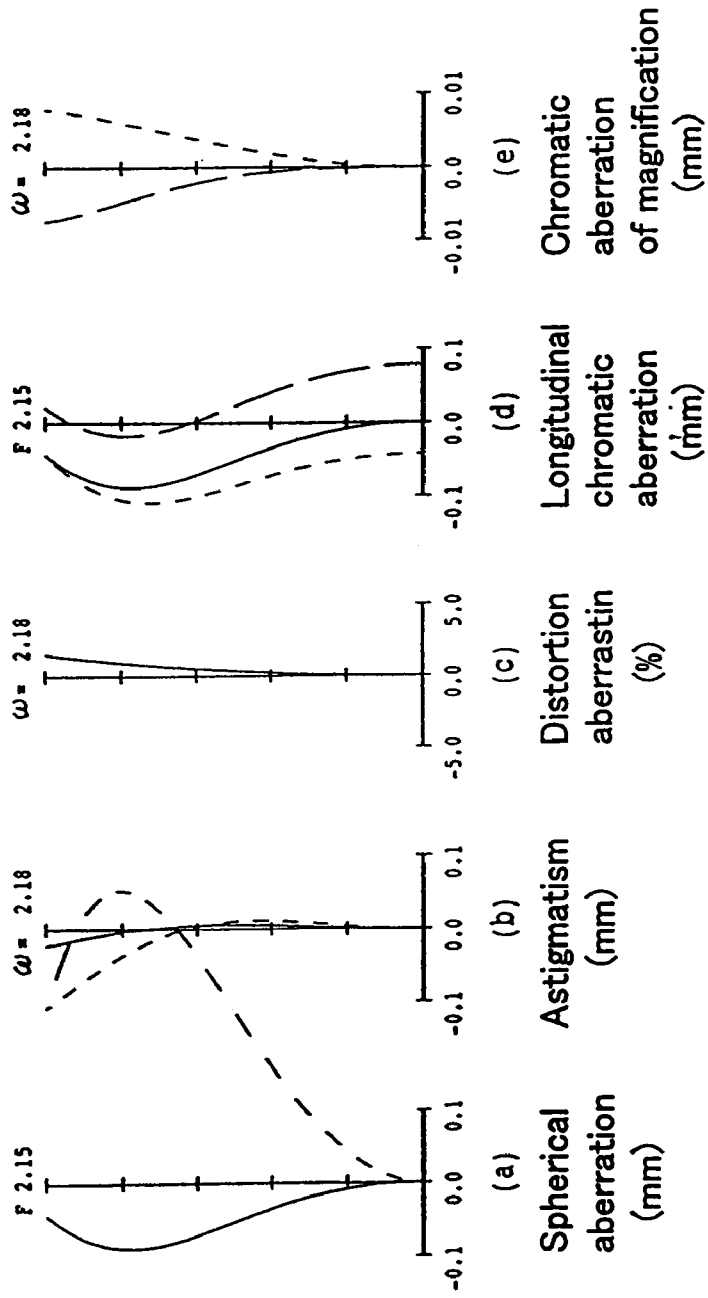 F 2.15
-0.1 0.0 0.1
(a)
Spherical
aberration
(mm)
ω= 2.18
-0.1 0.0 0.1
(b)
Astigmatism
(mm)
ω= 2.18
-5.0 0.0 5.0
(c)
Distortion
aberrastin
(%)
F 2.15
-0.1 0.0 0.1
(d)
Longitudinal
chromatic
aberration
(mm)
ω= 2.18
-0.01 0.0 0.01
(e)
Chromatic
aberration
of magnification
(mm)